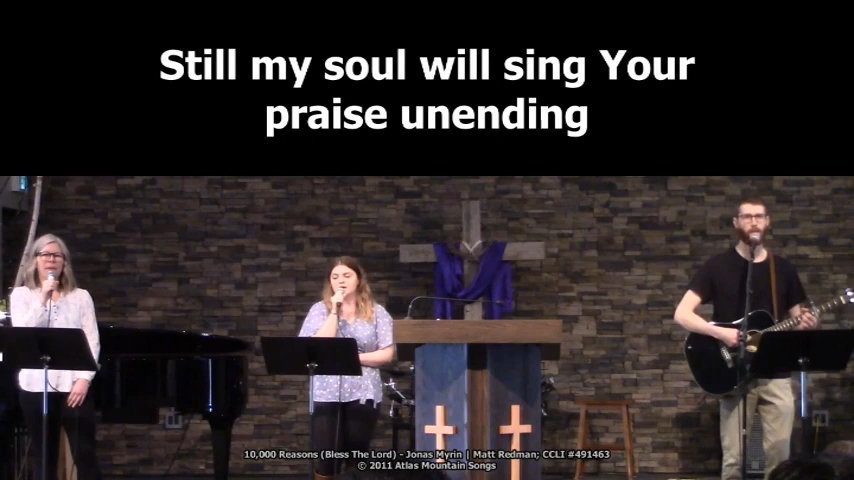 Still my soul will sing Your
praise unending
10,000 Reasons (Bless The Lord) - Jonas Myrin | Matt Redman; CCLI #491463
© 2011 Atlas Mountain Songs